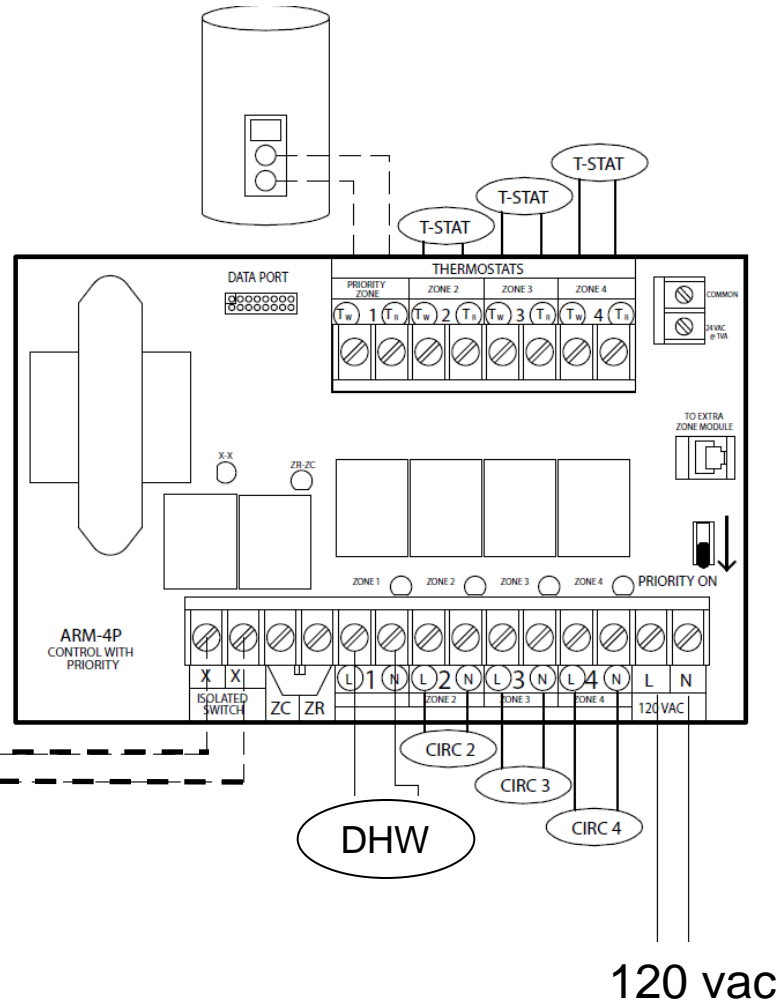 T-STAT
T-STAT
T-STAT
DATA PORT
THERMOSTATS
PRIORITY
ZONE
ZONE 2
ZONE 3
ZONE 4
TW 1 TR TW 2 TR TW 3 TR TW 4 TR
COMMON
24 VAC
@ 1VA
TO EXTRA
ZONE MODULE
X-X
ZR-ZC
ZONE 1
ZONE 2
ZONE 3
ZONE 4
PRIORITY ON
ARM-4P
CONTROL WITH
PRIORITY
X X
ISOLATED
SWITCH
ZC ZR
L 1 N L 2 N L 3 N L 4 N L N
ZONE 2
ZONE 3
ZONE 4
120 VAC
CIRC 2
CIRC 3
CIRC 4
DHW
120 vac